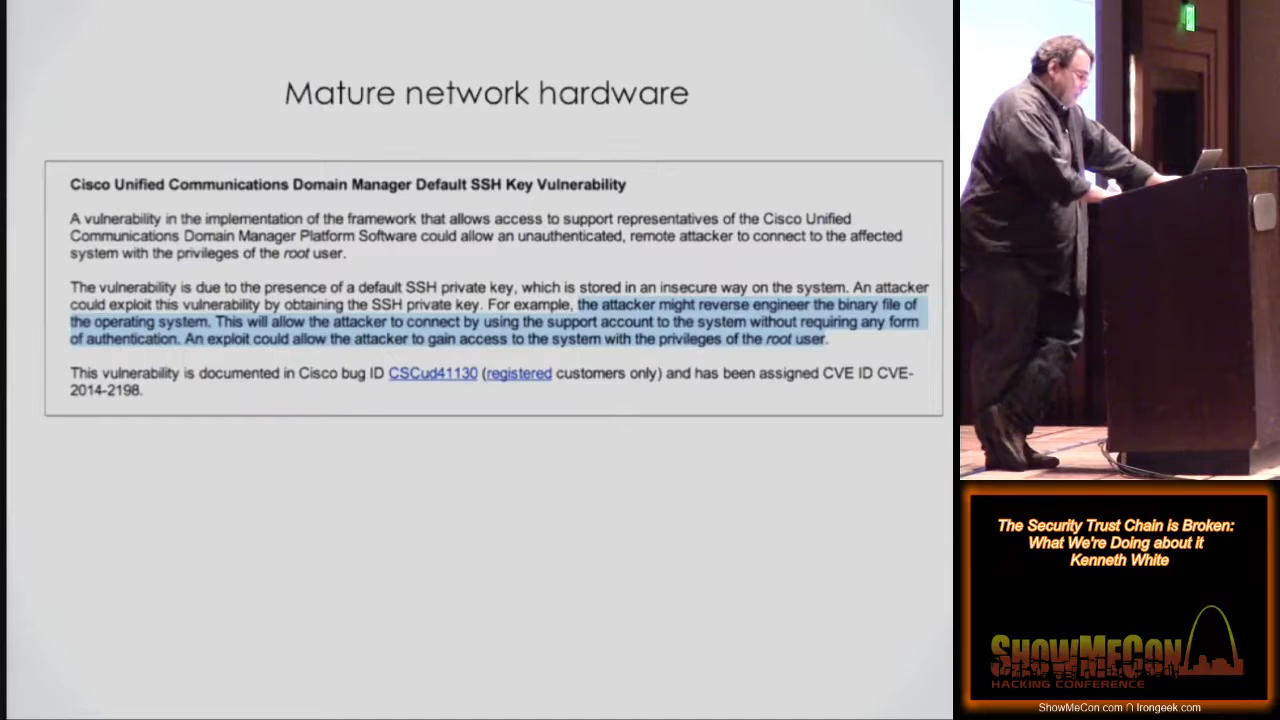 Mature network hardware
Cisco Unified Communications Domain Manager Default SSH Key Vulnerability
A vulnerability in the implementation of the framework that allows access to support representatives of the Cisco Unified
Communications Domain Manager Platform Software could allow an unauthenticated, remote attacker to connect to the affected
system with the privileges of the root user.
The vulnerability is due to the presence of a default SSH private key, which is stored in an insecure way on the system. An attacker
could exploit this vulnerability by obtaining the SSH private key. For example, the attacker might reverse engineer the binary file of
the operating system. This will allow the attacker to connect by using the support account to the system without requiring any form
of authentication. An exploit could allow the attacker to gain access to the system with the privileges of the root user.
This vulnerability is documented in Cisco bug ID CSCud41130 (registered customers only) and has been assigned CVE ID CVE-
2014-2198.
The Security Trust Chain is Broken:
What We're Doing about it
Kenneth White
ShowMeCon
HACKING CONFERENCE
ShowMeCon.com ∩ Irongeek.com